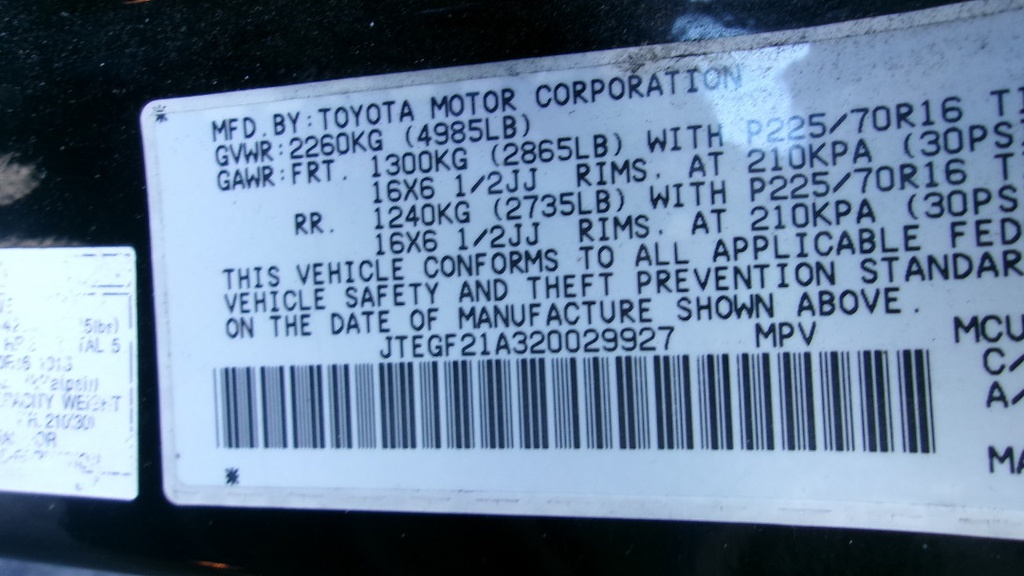 MFD.BY:TOYOTA MOTOR CORPORATION
GVWR:2260KG (4985LB)
GAWR:FRT. 1300KG (2865LB) WITH P225/70R16
16X6 1/2JJ RIMS. AT 210KPA (30PS
RR. 1240KG (2735LB) WITH P225/70R16
16X6 1/2JJ RIMS. AT 210KPA (30PS
THIS VEHICLE CONFORMS TO ALL APPLICABLE FED
VEHICLE SAFETY AND THEFT PREVENTION STANDAR
ON THE DATE OF MANUFACTURE SHOWN ABOVE.
JTEGF21A320029927 MPV
MCU
C/
A/
MA